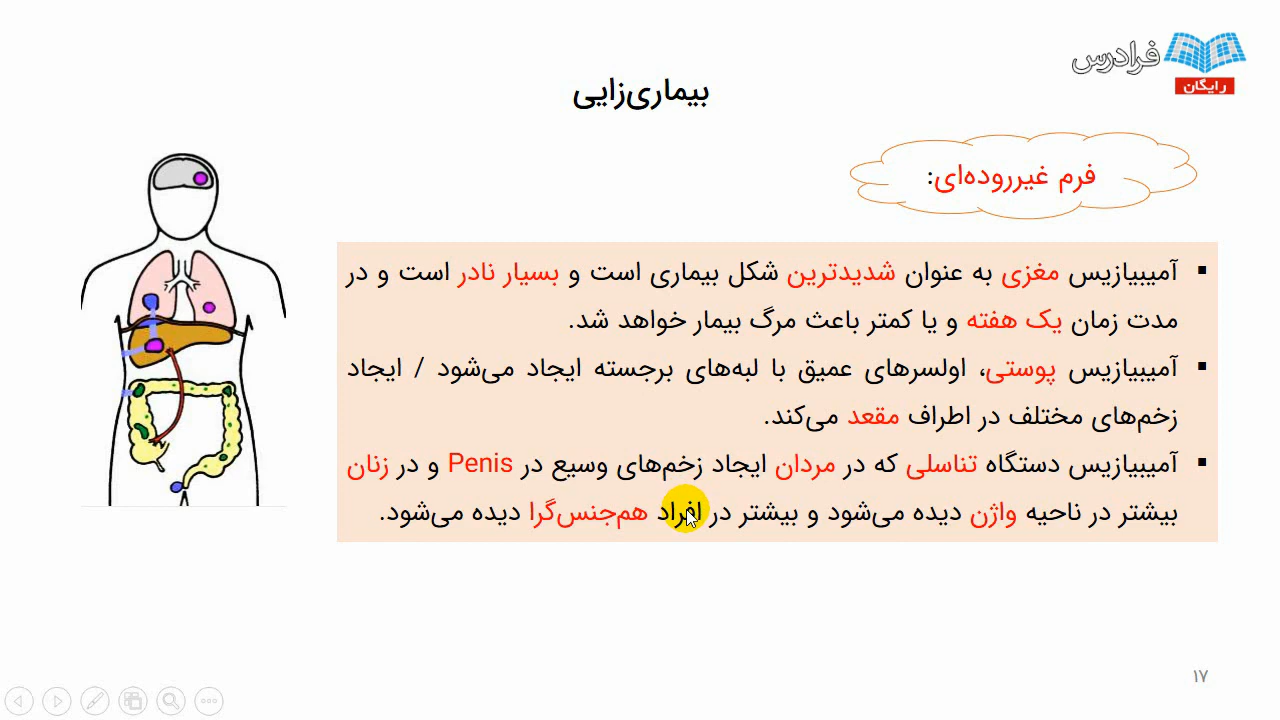 فرادرس
رایگان
بیماری‌زایی
فرم غیرروده‌ای:
▪ آمیبیازیس مغزی به عنوان شدیدترین شکل بیماری است و بسیار نادر است و در
مدت زمان یک هفته و یا کمتر باعث مرگ بیمار خواهد شد.
▪ آمیبیازیس پوستی، اولسرهای عمیق با لبه‌های برجسته ایجاد می‌شود / ایجاد
زخم‌های مختلف در اطراف مقعد می‌کند.
▪ آمیبیازیس دستگاه تناسلی که در مردان ایجاد زخم‌های وسیع در Penis و در زنان
بیشتر در ناحیه واژن دیده می‌شود و بیشتر در افراد هم‌جنس‌گرا دیده می‌شود.
۱۷